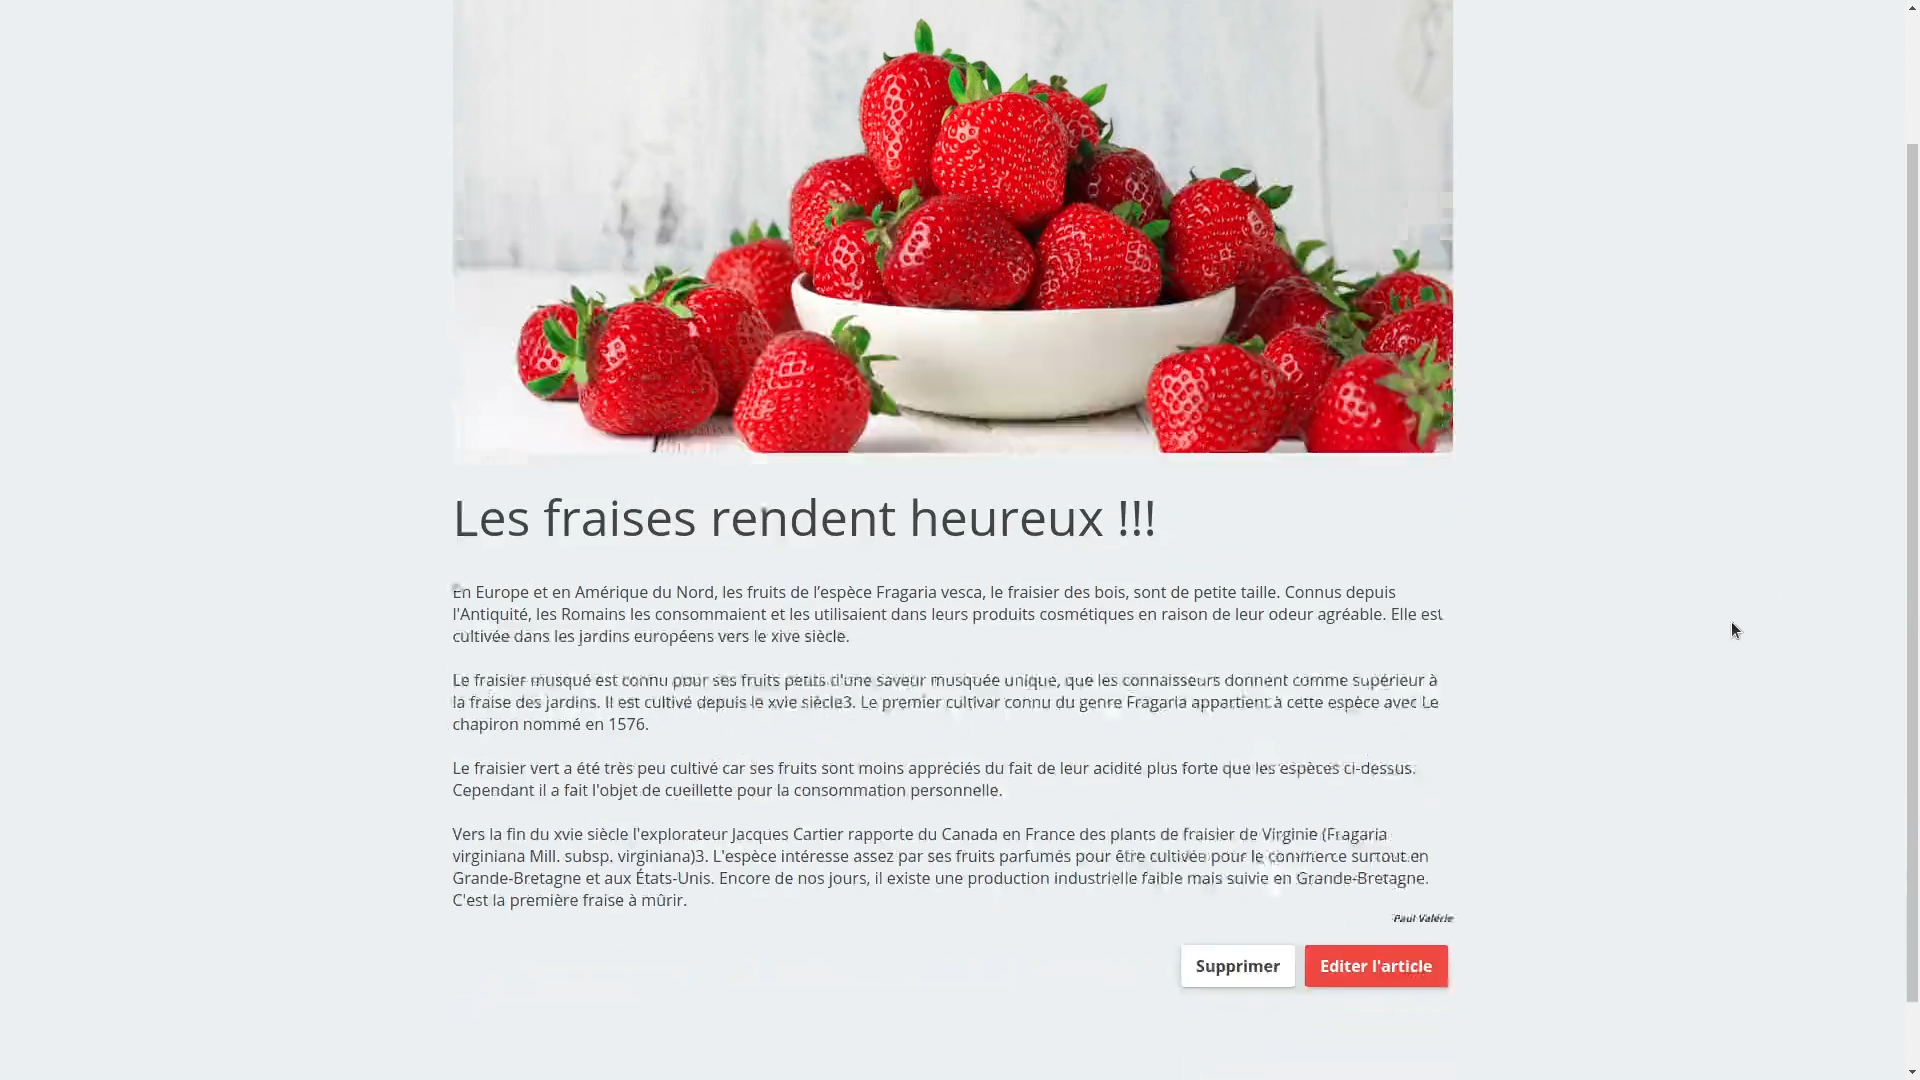 Les fraises rendent heureux !!!
En Europe et en Amérique du Nord, les fruits de l’espèce Fragaria vesca, le fraisier des bois, sont de petite taille. Connus depuis
l'Antiquité, les Romains les consommaient et les utilisaient dans leurs produits cosmétiques en raison de leur odeur agréable. Elle est
cultivée dans les jardins européens vers le xive siècle.
Le fraisier musqué est connu pour ses fruits petits d'une saveur musquée unique, que les connaisseurs donnent comme supérieur à
la fraise des jardins. Il est cultivé depuis le xvie siècle3. Le premier cultivar connu du genre Fragaria appartient à cette espèce avec Le
chapiron nommé en 1576.
Le fraisier vert a été très peu cultivé car ses fruits sont moins appréciés du fait de leur acidité plus forte que les espèces ci-dessus.
Cependant il a fait l'objet de cueillette pour la consommation personnelle.
Vers la fin du xvie siècle l'explorateur Jacques Cartier rapporte du Canada en France des plants de fraisier de Virginie (Fragaria
virginiana Mill. subsp. virginiana)3. L'espèce intéresse assez par ses fruits parfumés pour être cultivée pour le commerce surtout en
Grande-Bretagne et aux États-Unis. Encore de nos jours, il existe une production industrielle faible mais suivie en Grande-Bretagne.
C'est la première fraise à mûrir.
Paul Valérie
Supprimer Editer l'article